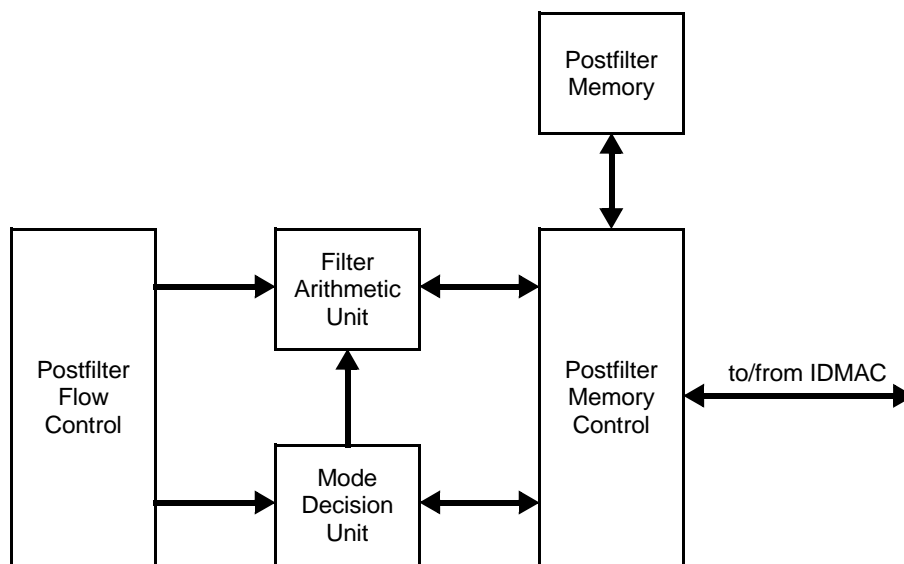 Postfilter
Memory
Filter
Arithmetic
Unit
Postfilter
Flow
Control
Postfilter
Memory
Control
to/from IDMAC
Mode
Decision
Unit